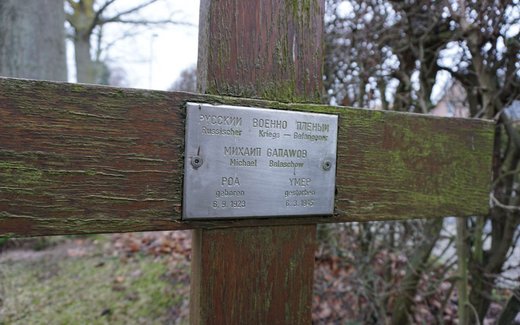 РУССКИЙ ВОЕННО ПЛЕНЫЙ
Russischer - Kriegs - Gefangener
МИХАИЛ БАЛАШОВ
Michael Balaschow
РОД УМЕР
geboren gestorben
6.9.1923 6.3.1945